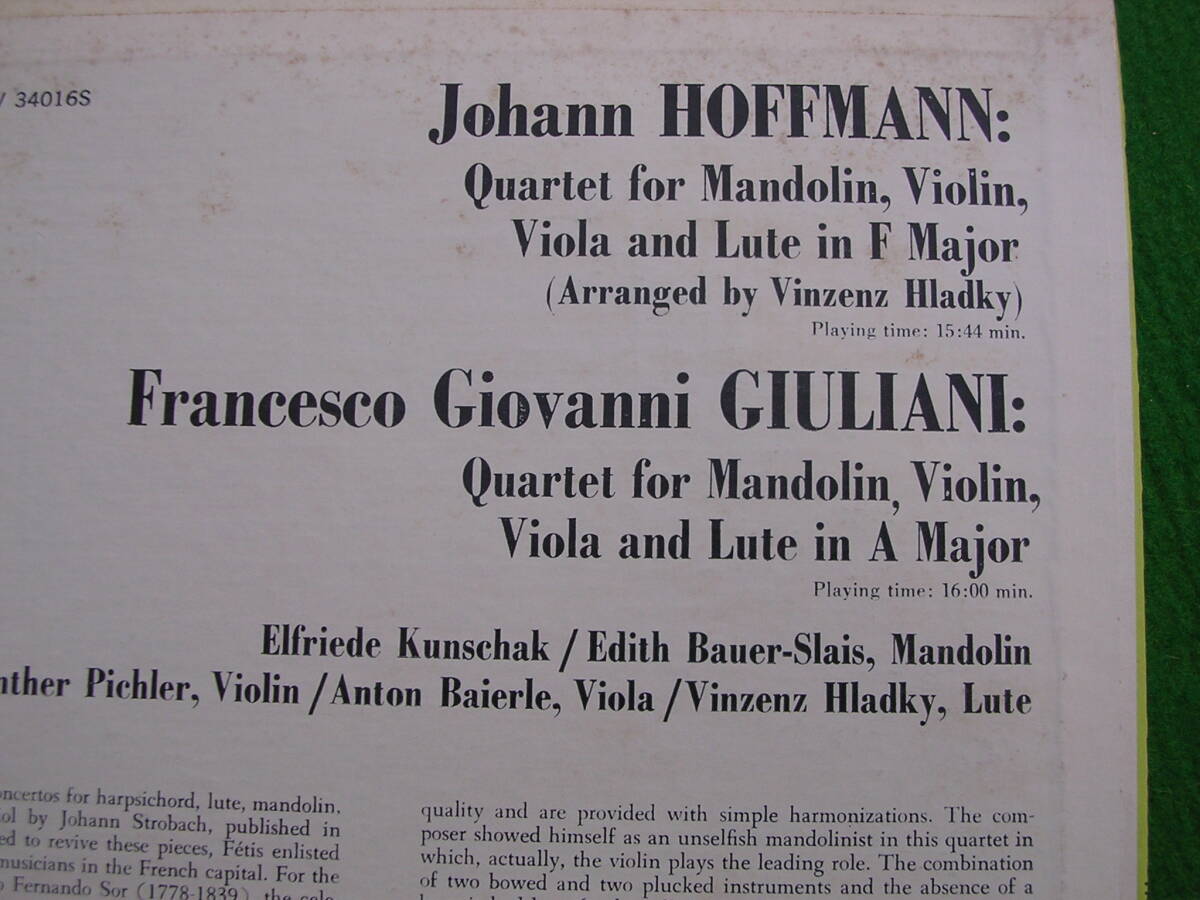 34016S
Johann HOFFMANN:
Quartet for Mandolin, Violin,
Viola and Lute in F Major
(Arranged by Vinzenz Hladky)
Playing time: 15:44 min.
Francesco Giovanni GIULIANI:
Quartet for Mandolin, Violin,
Viola and Lute in A Major
Playing time: 16:00 min.
Elfriede Kunschak / Edith Bauer-Slais, Mandolin
nther Pichler, Violin / Anton Baierle, Viola / Vinzenz Hladky, Lute
oncertos for harpsichord, lute, mandolin,
ol by Johann Strobach, published in
ed to revive these pieces, Fétis enlisted
musicians in the French capital. For the
o Fernando Sor (1778-1839), the cele-
quality and are provided with simple harmonizations. The com-
poser showed himself as an unselfish mandolinist in this quartet in
which, actually, the violin plays the leading role. The combination
of two bowed and two plucked instruments and the absence of a